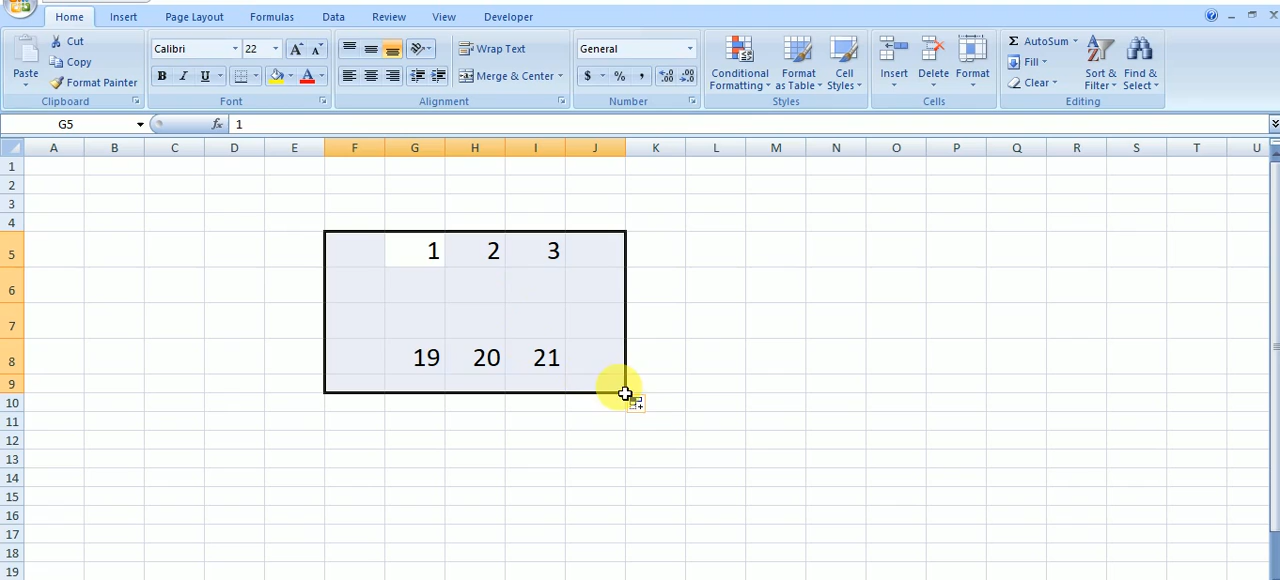 Home Insert Page Layout Formulas Data Review View Developer
Cut
Copy
Format Painter
Paste
Clipboard
Calibri 22 A A
B I U A
Font
Wrap Text
Merge & Center
Alignment
General
$ % ,
Number
Conditional Formatting
Format as Table
Cell Styles
Styles
Insert Delete Format
Cells
Σ AutoSum
Fill
Clear
Sort & Filter
Find & Select
Editing
G5 fx 1
A B C D E F G H I J K L M N O P Q R S T U
1
2
3
4
5 1 2 3
6
7
8 19 20 21
9
10
11
12
13
14
15
16
17
18
19